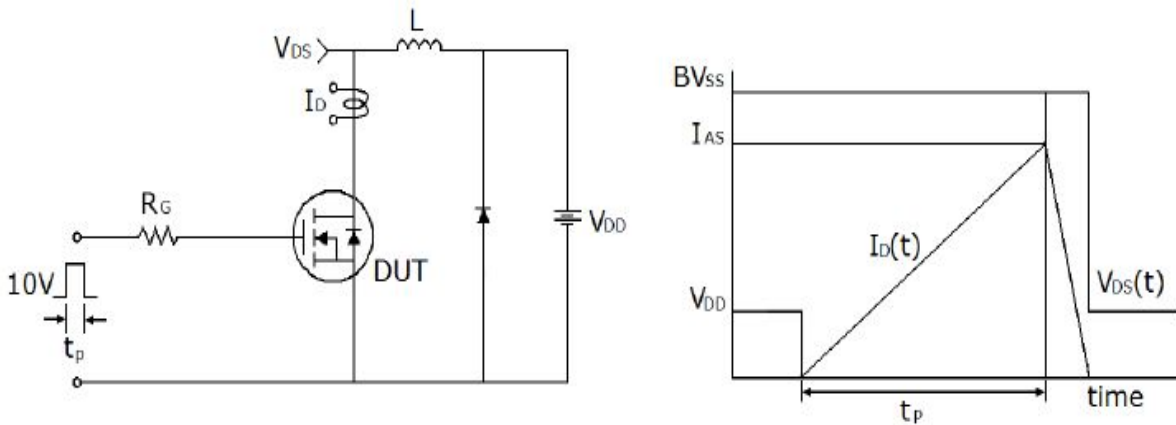 L
VDS
ID
RG
VDD
DUT
10V
tp
BVSS
IAS
ID(t)
VDD
VDS(t)
tP
time